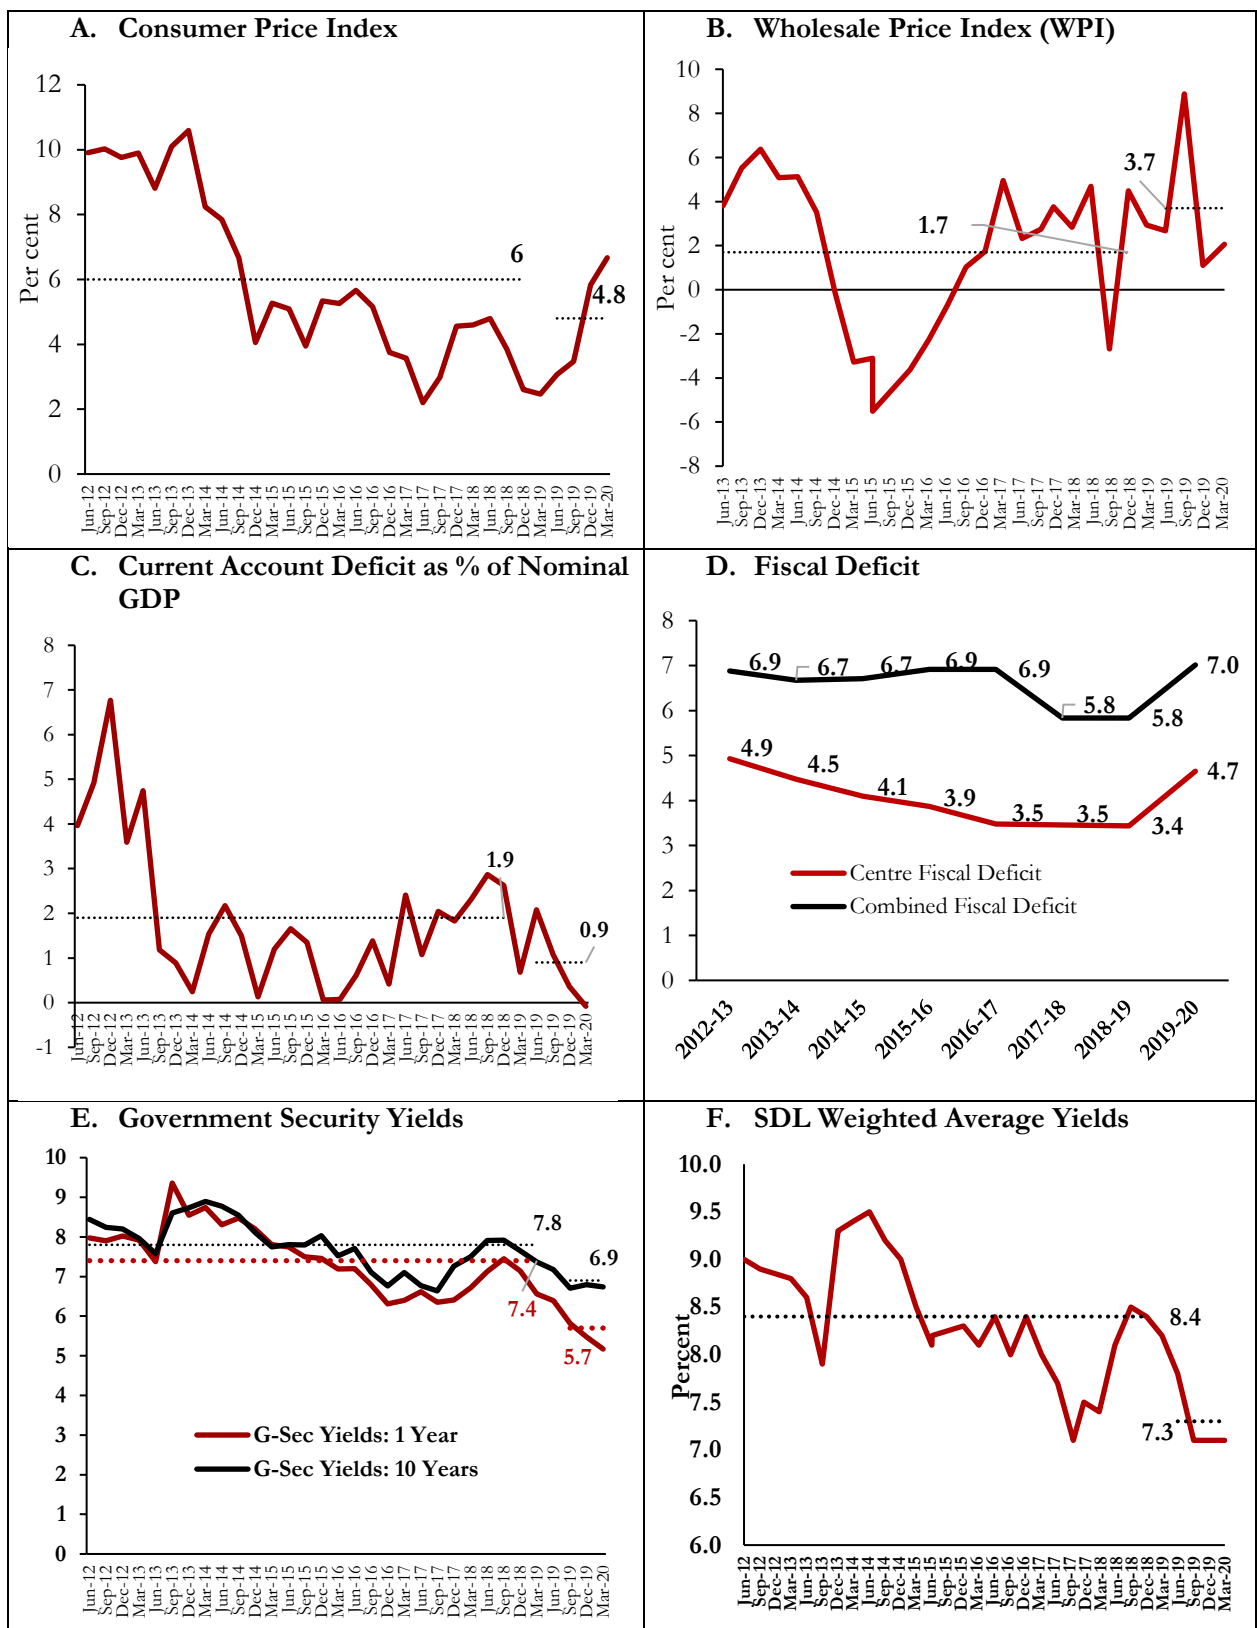 A. Consumer Price Index
Per cent
12
10
8
6
4
2
0
6
4.8
Jun-12
Sep-12
Dec-12
Mar-13
Jun-13
Sep-13
Dec-13
Mar-14
Jun-14
Sep-14
Dec-14
Mar-15
Jun-15
Sep-15
Dec-15
Mar-16
Jun-16
Sep-16
Dec-16
Mar-17
Jun-17
Sep-17
Dec-17
Mar-18
Jun-18
Sep-18
Dec-18
Mar-19
Jun-19
Sep-19
Dec-19
Mar-20
B. Wholesale Price Index (WPI)
Per cent
10
8
6
4
2
0
-2
-4
-6
-8
3.7
1.7
Jun-13
Sep-13
Dec-13
Mar-14
Jun-14
Sep-14
Dec-14
Mar-15
Jun-15
Sep-15
Dec-15
Mar-16
Jun-16
Sep-16
Dec-16
Mar-17
Jun-17
Sep-17
Dec-17
Mar-18
Jun-18
Sep-18
Dec-18
Mar-19
Jun-19
Sep-19
Dec-19
Mar-20
C. Current Account Deficit as % of Nominal
GDP
8
7
6
5
4
3
2
1
0
-1
1.9
0.9
Jun-12
Sep-12
Dec-12
Mar-13
Jun-13
Sep-13
Dec-13
Mar-14
Jun-14
Sep-14
Dec-14
Mar-15
Jun-15
Sep-15
Dec-15
Mar-16
Jun-16
Sep-16
Dec-16
Mar-17
Jun-17
Sep-17
Dec-17
Mar-18
Jun-18
Sep-18
Dec-18
Mar-19
Jun-19
Sep-19
Dec-19
Mar-20
D. Fiscal Deficit
8
7
6
5
4
3
2
1
0
6.9
6.7
6.7
6.9
6.9
5.8
5.8
7.0
4.9
4.5
4.1
3.9
3.5
3.5
3.4
4.7
Centre Fiscal Deficit
Combined Fiscal Deficit
2012-13
2013-14
2014-15
2015-16
2016-17
2017-18
2018-19
2019-20
E. Government Security Yields
10
9
8
7
6
5
4
3
2
1
0
7.8
6.9
7.4
5.7
G-Sec Yields: 1 Year
G-Sec Yields: 10 Years
Jun-12
Sep-12
Dec-12
Mar-13
Jun-13
Sep-13
Dec-13
Mar-14
Jun-14
Sep-14
Dec-14
Mar-15
Jun-15
Sep-15
Dec-15
Mar-16
Jun-16
Sep-16
Dec-16
Mar-17
Jun-17
Sep-17
Dec-17
Mar-18
Jun-18
Sep-18
Dec-18
Mar-19
Jun-19
Sep-19
Dec-19
Mar-20
F. SDL Weighted Average Yields
Percent
10.0
9.5
9.0
8.5
8.0
7.5
7.0
6.5
6.0
8.4
7.3
Jun-12
Sep-12
Dec-12
Mar-13
Jun-13
Sep-13
Dec-13
Mar-14
Jun-14
Sep-14
Dec-14
Mar-15
Jun-15
Sep-15
Dec-15
Mar-16
Jun-16
Sep-16
Dec-16
Mar-17
Jun-17
Sep-17
Dec-17
Mar-18
Jun-18
Sep-18
Dec-18
Mar-19
Jun-19
Sep-19
Dec-19
Mar-20